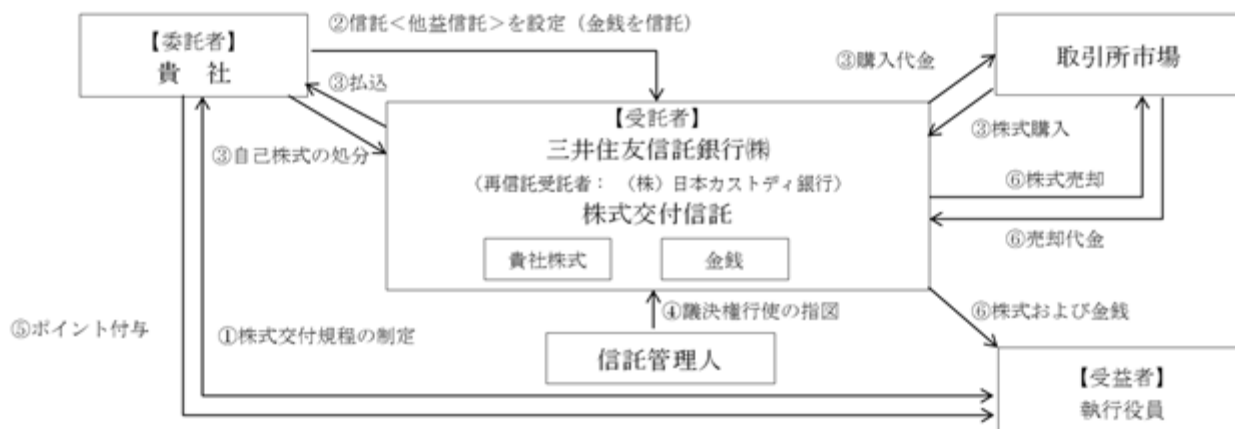 ②信託＜他益信託＞を設定（金銭を信託）
【委託者】
貴　社
取引所市場
③購入代金
③払込
【受託者】
三井住友信託銀行㈱
（再信託受託者：　（株）日本カストディ銀行）
株式交付信託
③自己株式の処分
③株式購入
⑥株式売却
⑥売却代金
貴社株式
金銭
④議決権行使の指図
⑥株式および金銭
⑤ポイント付与
①株式交付規程の制定
信託管理人
【受益者】
執行役員